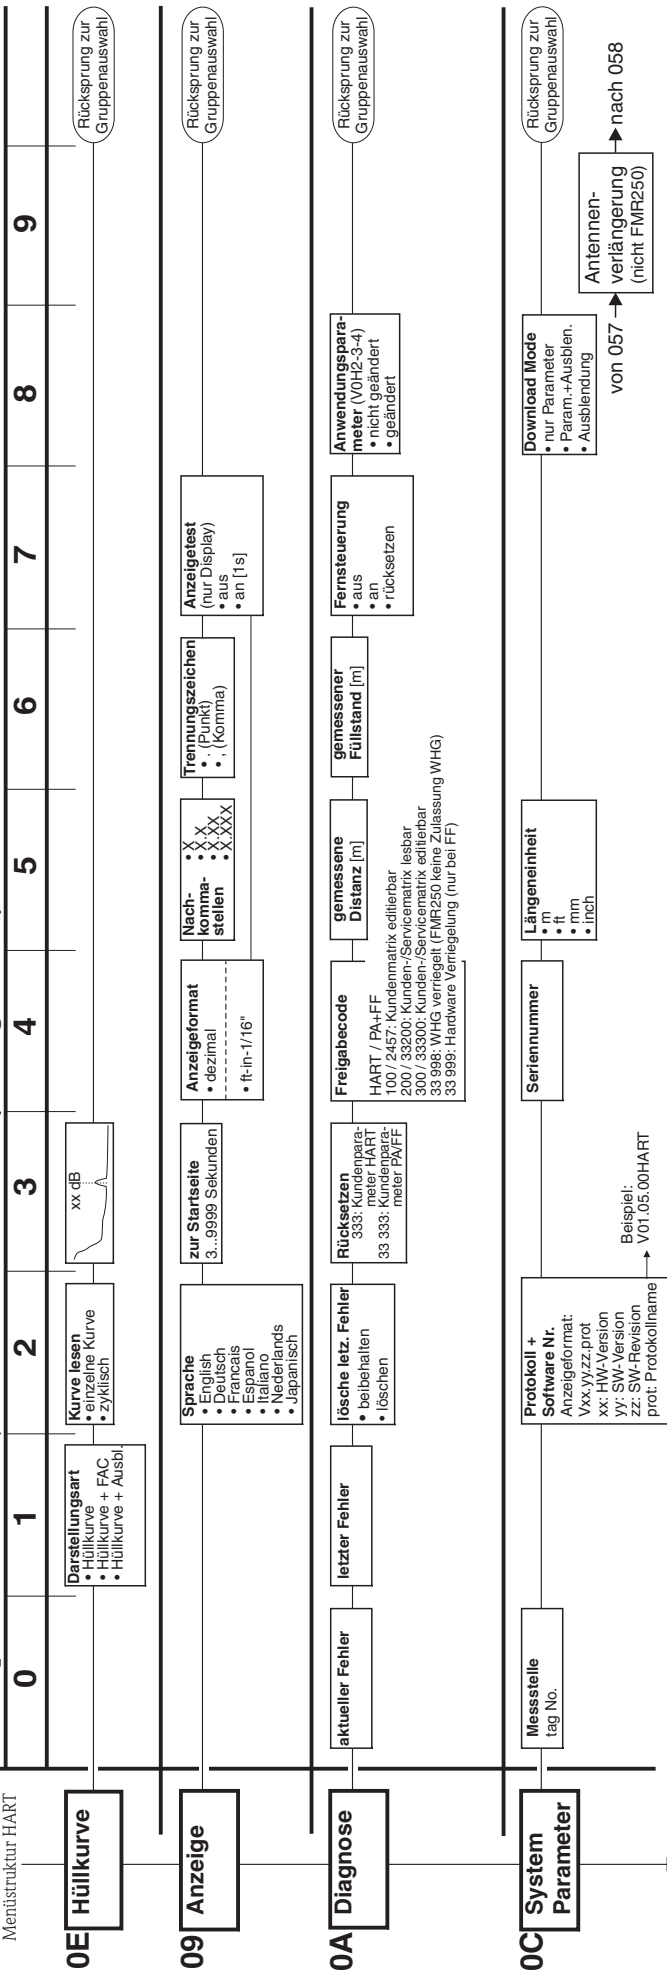 Menüstruktur HART
0
1
2
3
4
5
6
7
8
9
0E
Hüllkurve
Darstellungsart
• Hüllkurve
• Hüllkurve + FAC
• Hüllkurve + Ausbl.
Kurve lesen
• einzelne Kurve
• zyklisch
xx dB
Rücksprung zur
Gruppenauswahl
09
Anzeige
Sprache
• English
• Deutsch
• Francais
• Espanol
• Italiano
• Nederlands
• Japanisch
zur Startseite
3...9999 Sekunden
Anzeigeformat
• dezimal
• ft-in-1/16"
Nach-
komma-
stellen
• X
• X.X
• X.XX
• X.XXX
Trennungszeichen
• . (Punkt)
• , (Komma)
Anzeigetest
(nur Display)
• aus
• an [1s]
Rücksprung zur
Gruppenauswahl
0A
Diagnose
aktueller Fehler
letzter Fehler
lösche letz. Fehler
• beibehalten
• löschen
Rücksetzen
333: Kundenpara-
meter HART
33 333: Kundenpara-
meter PA/FF
Freigabecode
HART / PA+FF
100 / 2457: Kundenmatrix editierbar
200 / 33200: Kunden-/Servicematrix lesbar
300 / 33300: Kunden-/Servicematrix editierbar
33 998: WHG verriegelt (FMR250 keine Zulassung WHG)
33 999: Hardware Verriegelung (nur bei FF)
gemessene
Distanz [m]
gemessener
Füllstand [m]
Fernsteuerung
• aus
• an
• rücksetzen
Anwendungspara-
meter (V0H2-3-4)
• nicht geändert
• geändert
Rücksprung zur
Gruppenauswahl
0C
System
Parameter
Messstelle
tag No.
Protokoll +
Software Nr.
Anzeigeformat:
Vxx.yy.zz.prot
xx: HW-Version
yy: SW-Version
zz: SW-Revision
prot: Protokollname
Beispiel:
V01.05.00HART
Seriennummer
Längeneinheit
• m
• ft
• mm
• inch
Download Mode
• nur Parameter
• Param.+Ausblen.
• Ausblendung
Rücksprung zur
Gruppenauswahl
von 057
Antennen-
verlängerung
(nicht FMR250)
nach 058